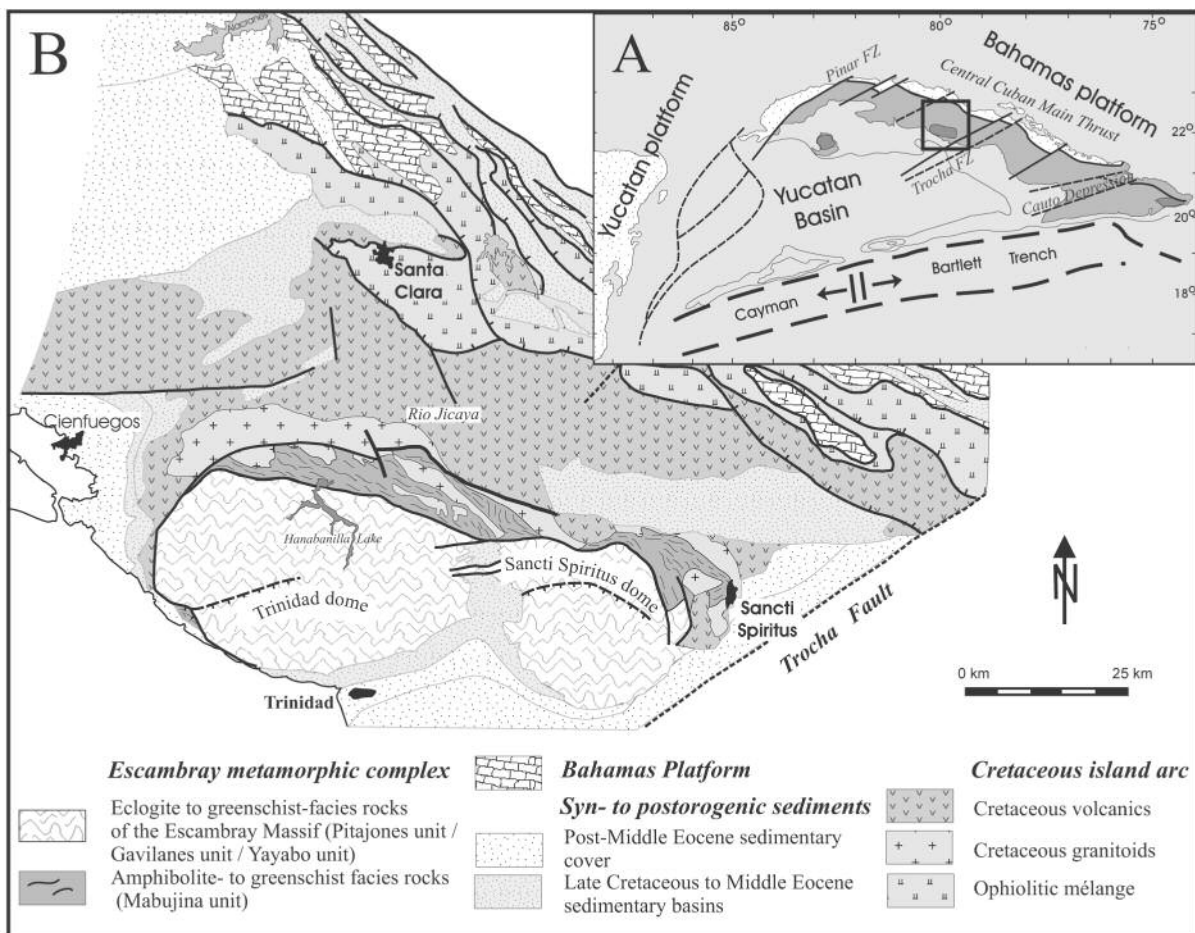 B
A
85°
80°
75°
22°
20°
18°
Pinar FZ
Bahamas platform
Central Cuban Main Thrust
Yucatan platform
Trocha FZ
Yucatan
Basin
Cauto Depression
Bartlett Trench
Cayman
Santa
Clara
Rio Jicaya
Cienfuegos
Hanabanilla Lake
Sancti Spiritus dome
Trinidad dome
Sancti
Spiritus
Trocha Fault
Trinidad
N
0 km 25 km
Escambray metamorphic complex
Eclogite to greenschist-facies rocks
of the Escambray Massif (Pitajones unit /
Gavilanes unit / Yayabo unit)
Amphibolite- to greenschist facies rocks
(Mabujina unit)
Bahamas Platform
Syn- to postorogenic sediments
Post-Middle Eocene sedimentary
cover
Late Cretaceous to Middle Eocene
sedimentary basins
Cretaceous island arc
Cretaceous volcanics
Cretaceous granitoids
Ophiolitic mélange